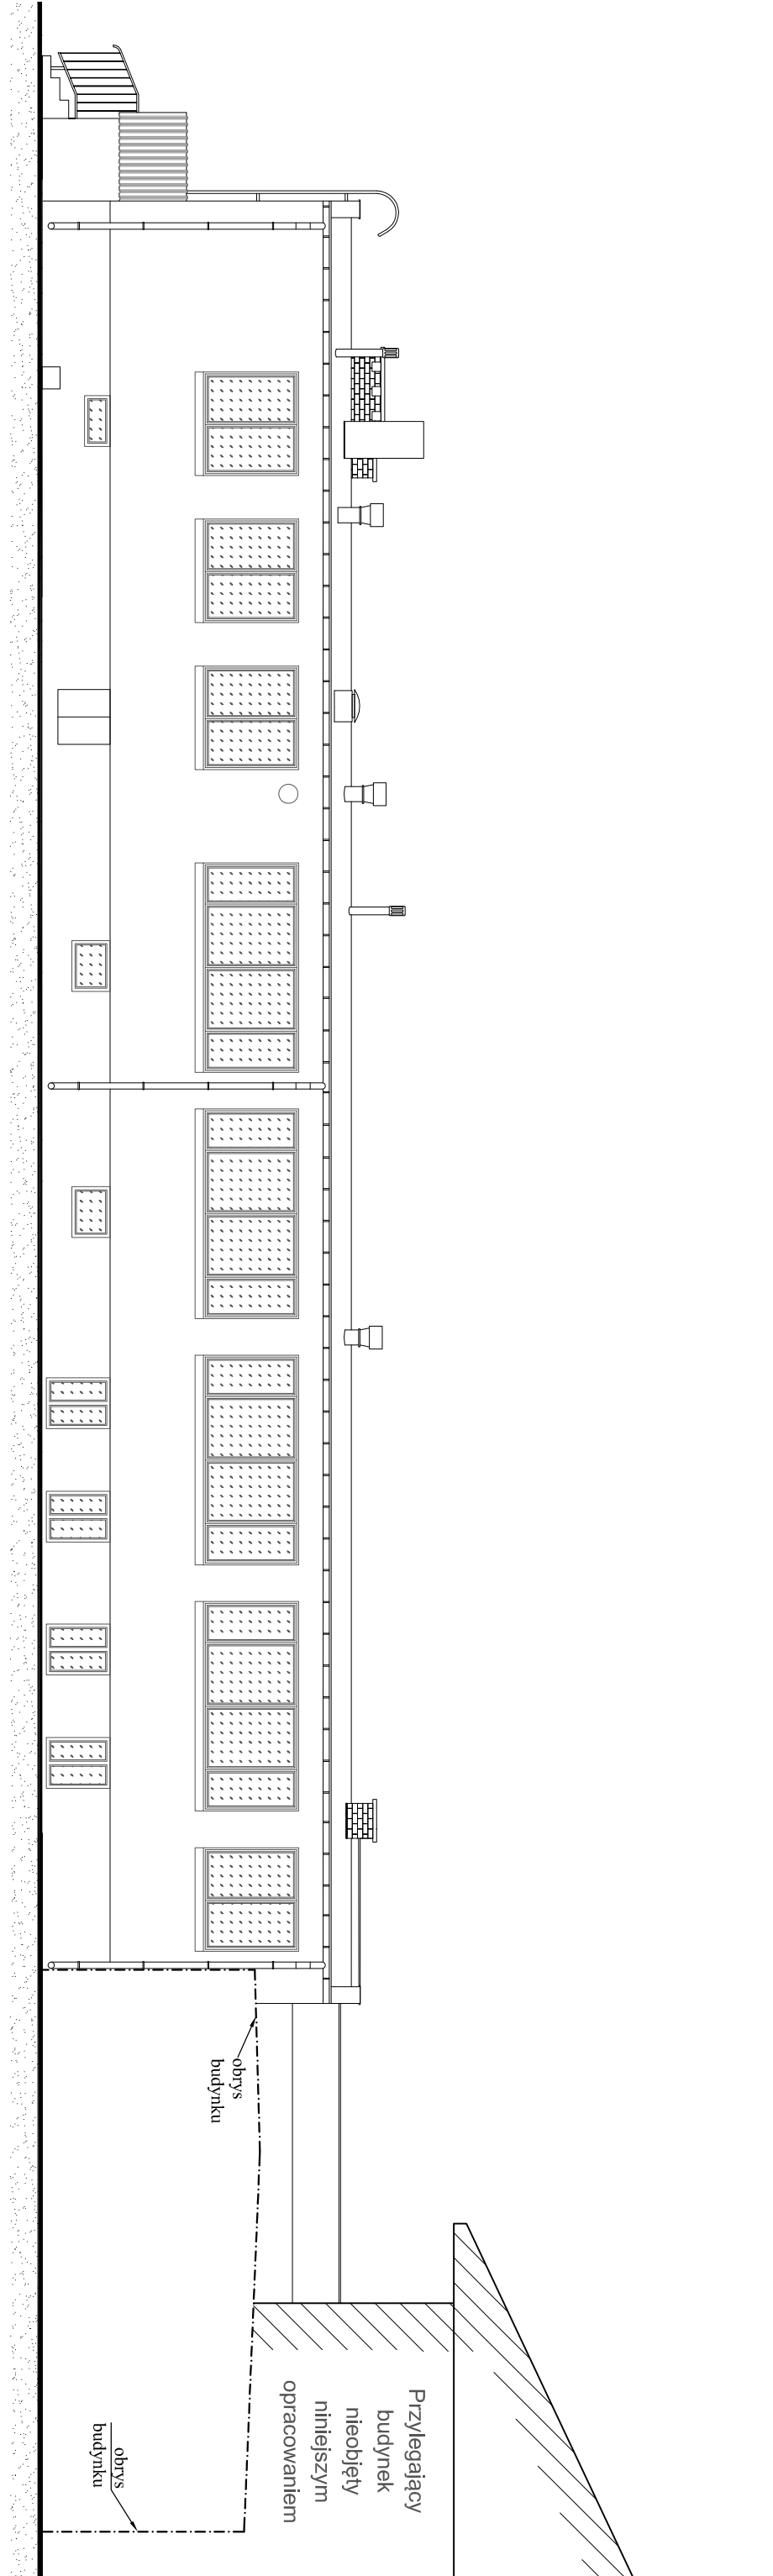 obrys
budynku
Przylegający
budynek
nieobjęty
niniejszym
opracowaniem
obrys
budynku